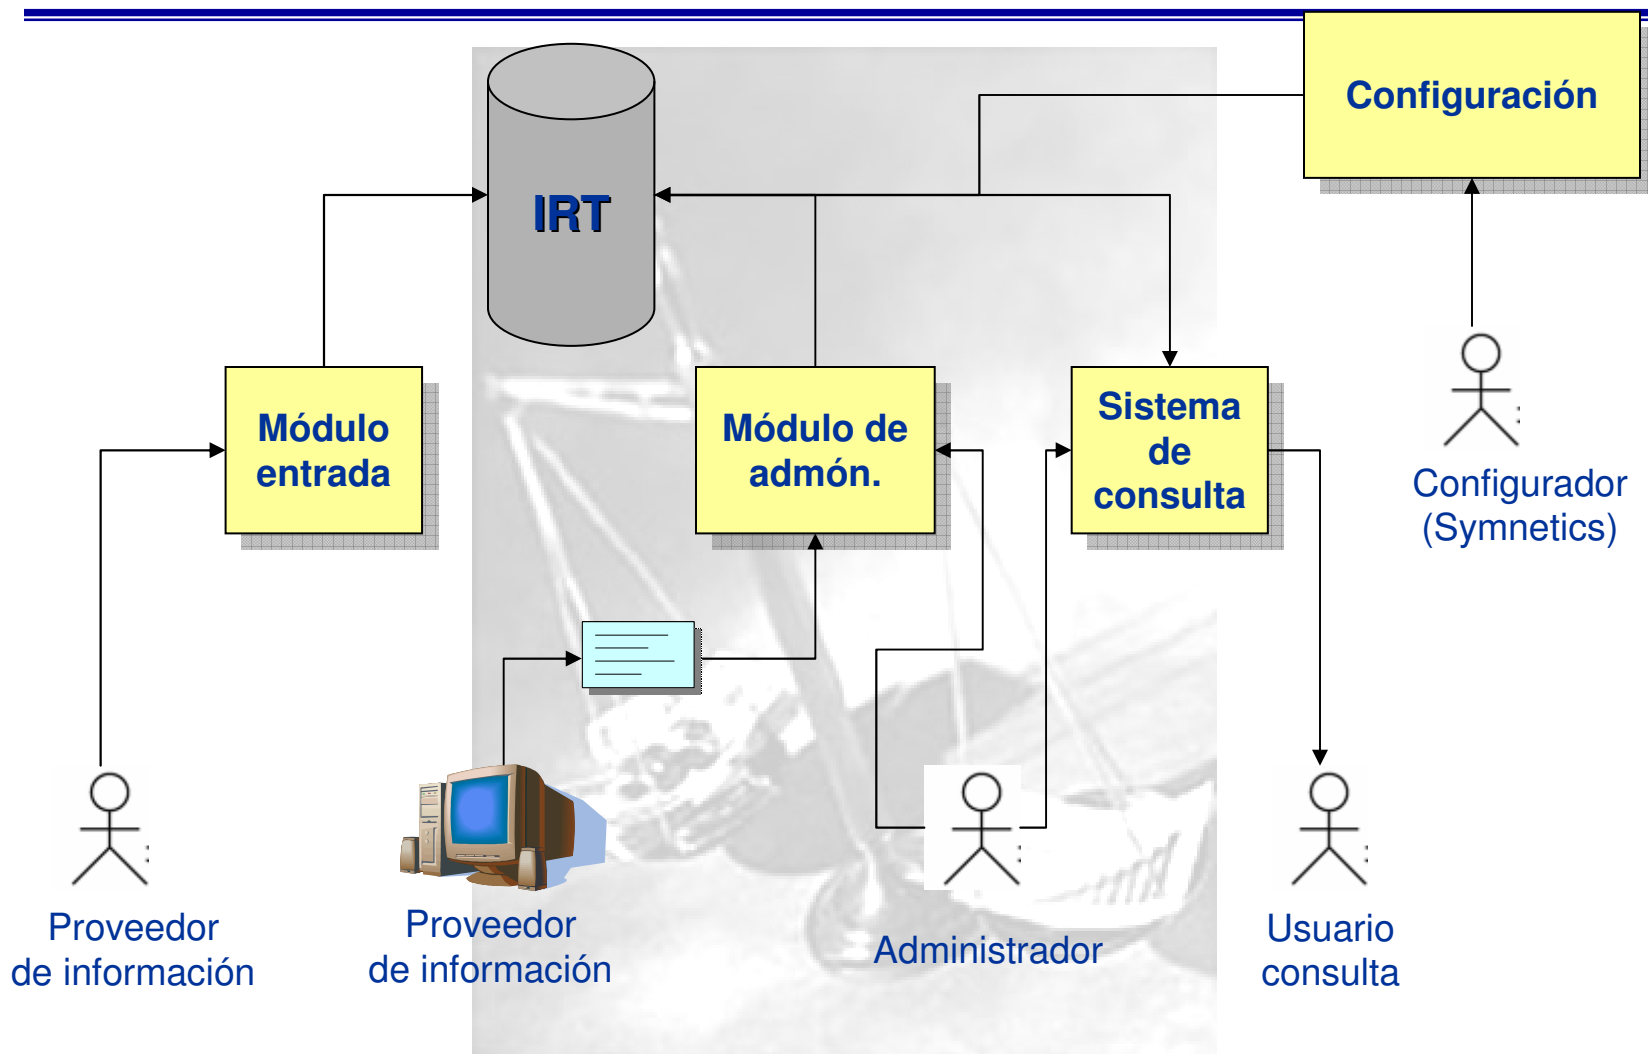 Configuración
IRT
Módulo
entrada
Módulo de
admón.
Sistema
de
consulta
Configurador
(Symnetics)
Proveedor
de información
Proveedor
de información
Administrador
Usuario
consulta